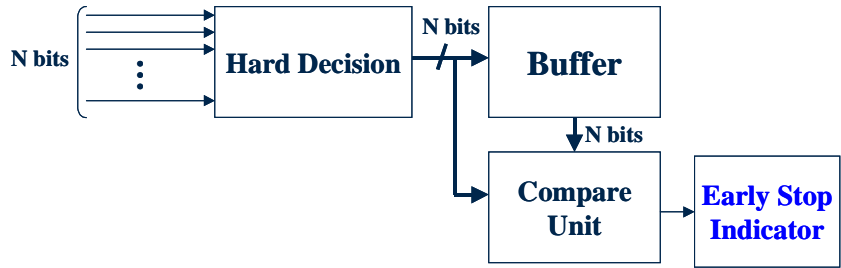 N bits
Hard Decision
N bits
Buffer
N bits
Compare
Unit
Early Stop
Indicator